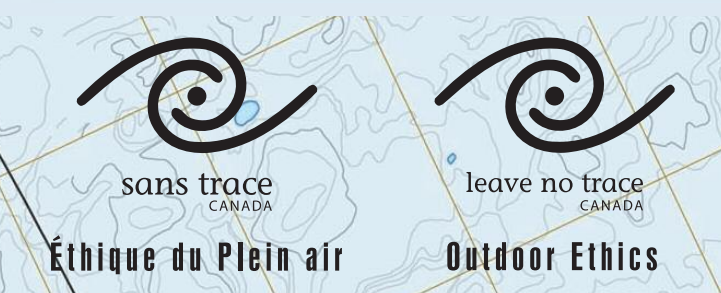 sans trace
CANADA
Éthique du Plein air
leave no trace
CANADA
Outdoor Ethics